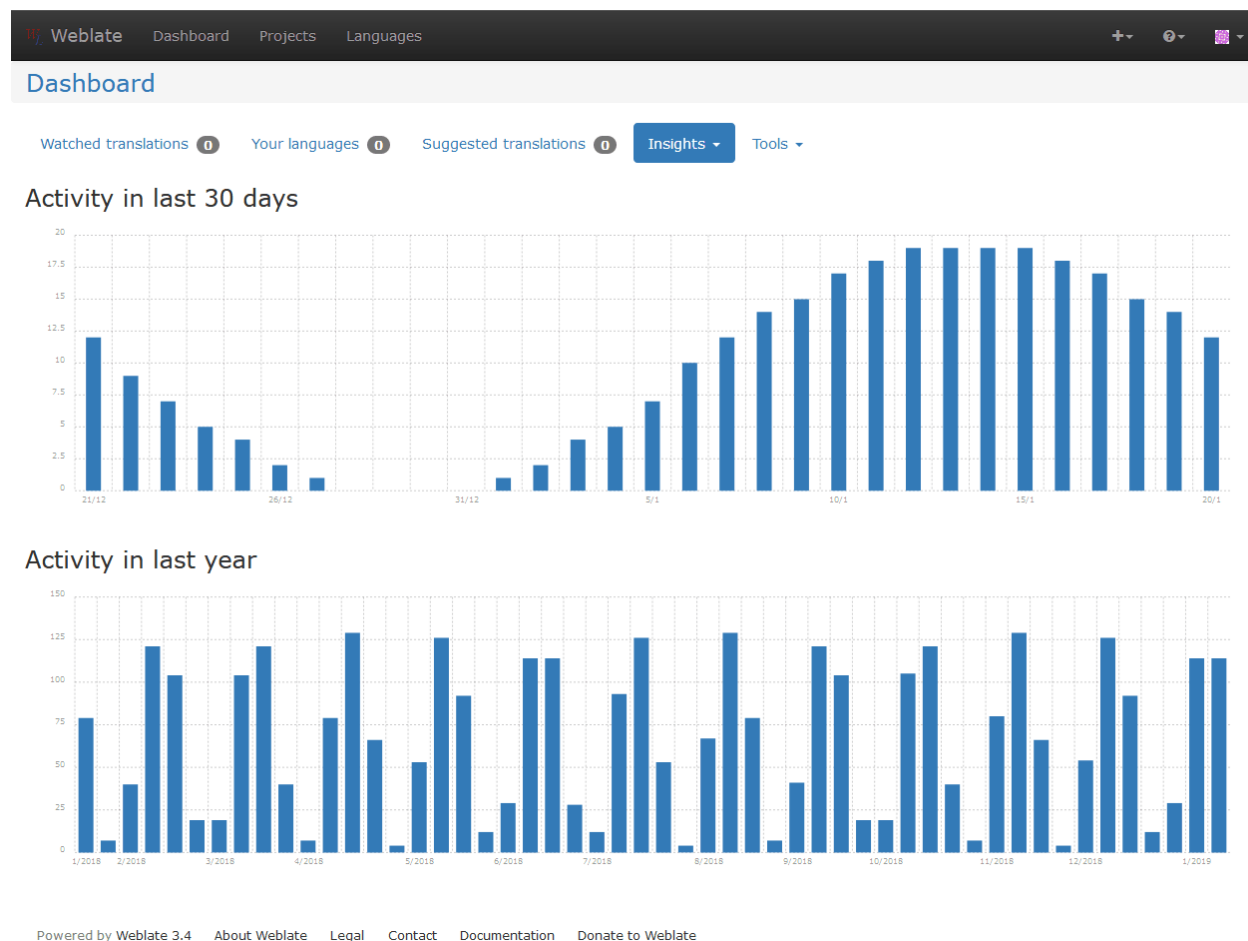 Weblate Dashboard Projects Languages
Dashboard
Watched translations 0 Your languages 0 Suggested translations 0 Insights Tools
Activity in last 30 days
20
17.5
15
12.5
10
7.5
5
2.5
0
21/12 26/12 31/12 5/1 10/1 15/1 20/1
Activity in last year
150
125
100
75
50
25
0
1/2018 2/2018 3/2018 4/2018 5/2018 6/2018 7/2018 8/2018 9/2018 10/2018 11/2018 12/2018 1/2019
Powered by Weblate 3.4 About Weblate Legal Contact Documentation Donate to Weblate